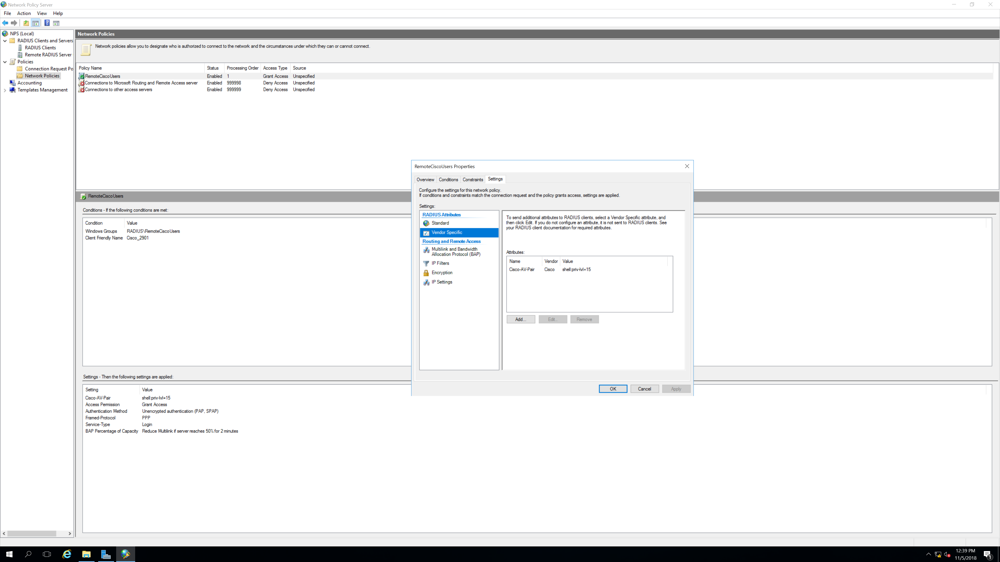 Network Policy Server
File Action View Help
NPS (Local)
RADIUS Clients and Servers
RADIUS Clients
Remote RADIUS Server
Policies
Connection Request Po
Network Policies
Accounting
Templates Management
Network Policies
Network policies allow you to designate who is authorized to connect to the network and the circumstances under which they can or cannot connect.
Policy Name Status Processing Order Access Type Source
RemoteCiscoUsers Enabled 1 Grant Access Unspecified
Connections to Microsoft Routing and Remote Access server Enabled 999998 Deny Access Unspecified
Connections to other access servers Enabled 999999 Deny Access Unspecified
RemoteCiscoUsers
Conditions - If the following conditions are met:
Condition Value
Windows Groups RADIUS\RemoteCiscoUsers
Client Friendly Name Cisco_2901
Settings - Then the following settings are applied:
Setting Value
Cisco-AV-Pair shell:priv-lvl=15
Access Permission Grant Access
Authentication Method Unencrypted authentication (PAP, SPAP)
Framed-Protocol PPP
Service-Type Login
BAP Percentage of Capacity Reduce Multilink if server reaches 50% for 2 minutes
RemoteCiscoUsers Properties
Overview Conditions Constraints Settings
Configure the settings for this network policy.
If conditions and constraints match the connection request and the policy grants access, settings are applied.
Settings:
RADIUS Attributes
Standard
Vendor Specific
Routing and Remote Access
Multilink and Bandwidth
Allocation Protocol (BAP)
IP Filters
Encryption
IP Settings
To send additional attributes to RADIUS clients, select a Vendor Specific attribute, and
then click Edit. If you do not configure an attribute, it is not sent to RADIUS clients. See
your RADIUS client documentation for required attributes.
Attributes:
Name Vendor Value
Cisco-AV-Pair Cisco shell:priv-lvl=15
Add... Edit... Remove
OK Cancel Apply
12:39 PM
11/5/2018
1